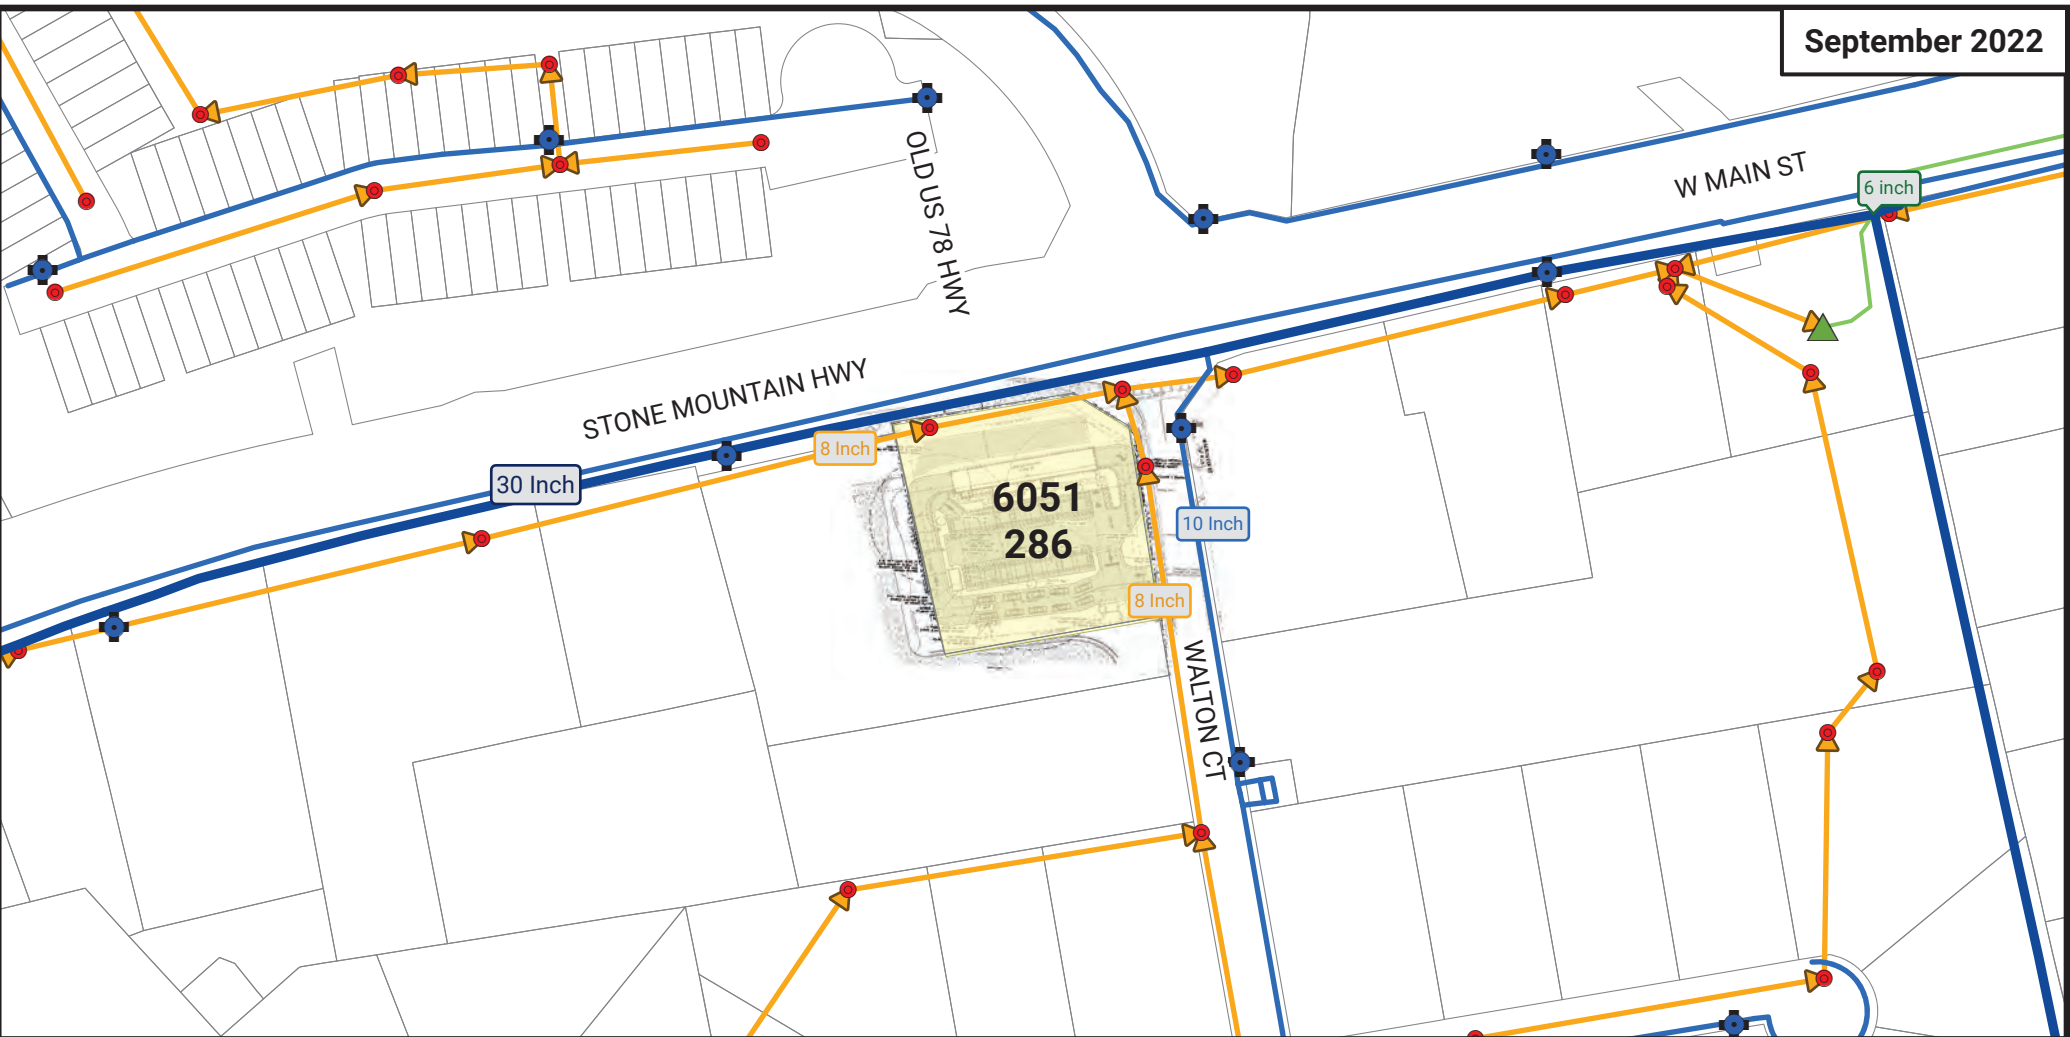 September 2022
W MAIN ST
6 inch
OLD US 78 HWY
STONE MOUNTAIN HWY
8 Inch
30 Inch
6051
286
10 Inch
8 Inch
WALTON CT